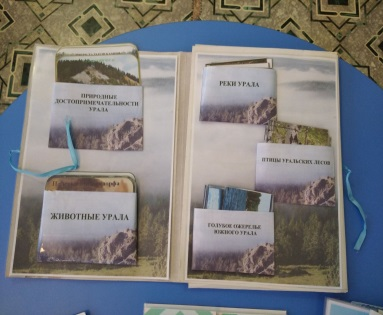 ПРИРОДНЫЕ
ДОСТОПРИМЕЧАТЕЛЬНОСТИ
УРАЛА
ЖИВОТНЫЕ УРАЛА
РЕКИ УРАЛА
ПТИЦЫ УРАЛЬСКИХ ЛЕСОВ
ГОЛУБОЕ ОЖЕРЕЛЬЕ
ЮЖНОГО УРАЛА